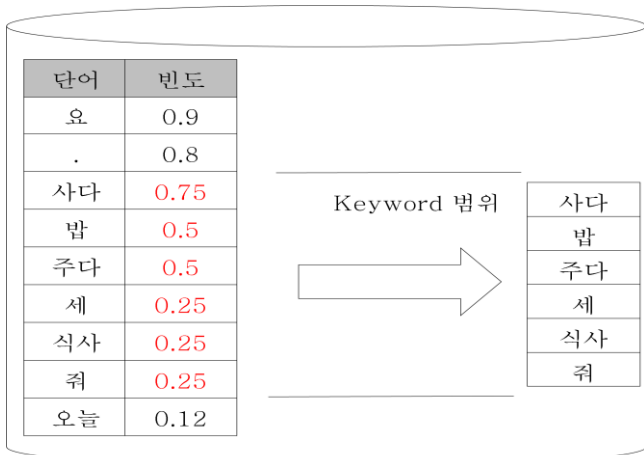 단어 빈도
요 0.9
. 0.8
사다 0.75
밥 0.5
주다 0.5
세 0.25
식사 0.25
줘 0.25
오늘 0.12
Keyword 범위
사다
밥
주다
세
식사
줘